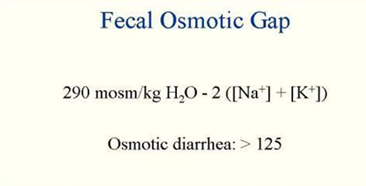 Fecal Osmotic Gap
290 mosm/kg H₂O - 2 ([Na⁺] + [K⁺])
Osmotic diarrhea: > 125